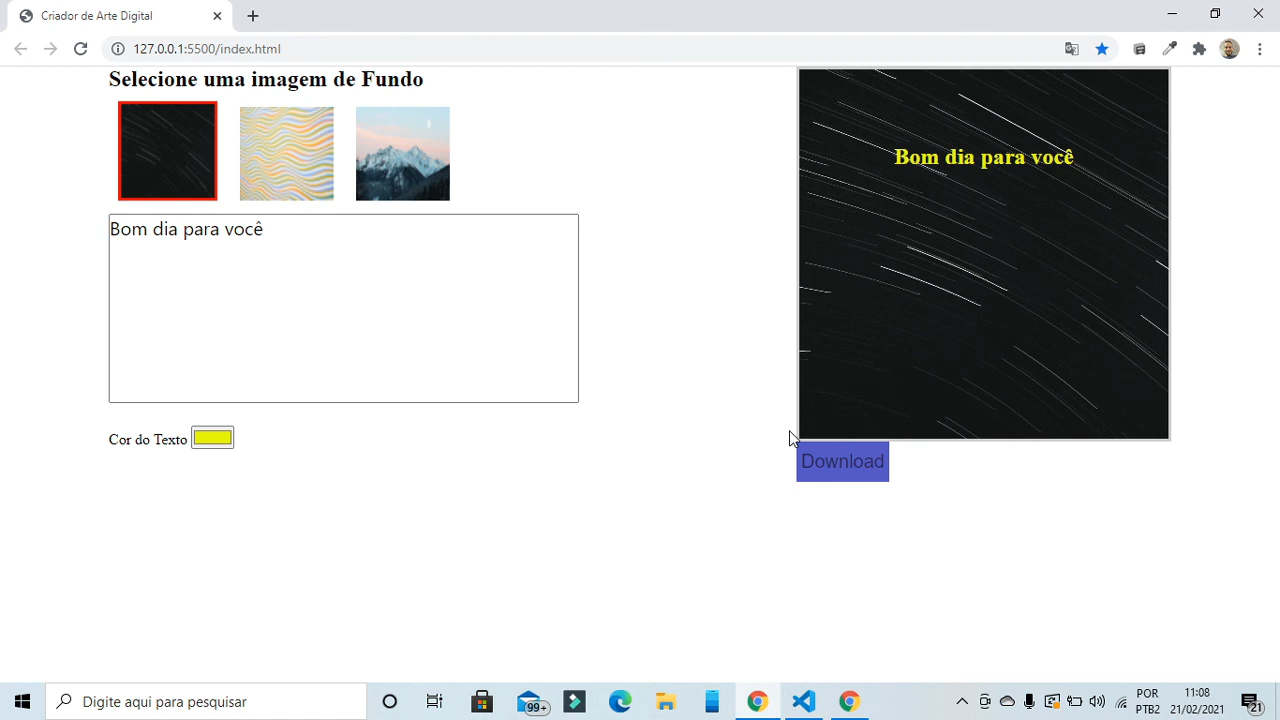 Criador de Arte Digital
127.0.0.1:5500/index.html
Selecione uma imagem de Fundo
Bom dia para você
Bom dia para você
Cor do Texto
Download
Digite aqui para pesquisar
99+
POR
PTB2
11:08
21/02/2021
21